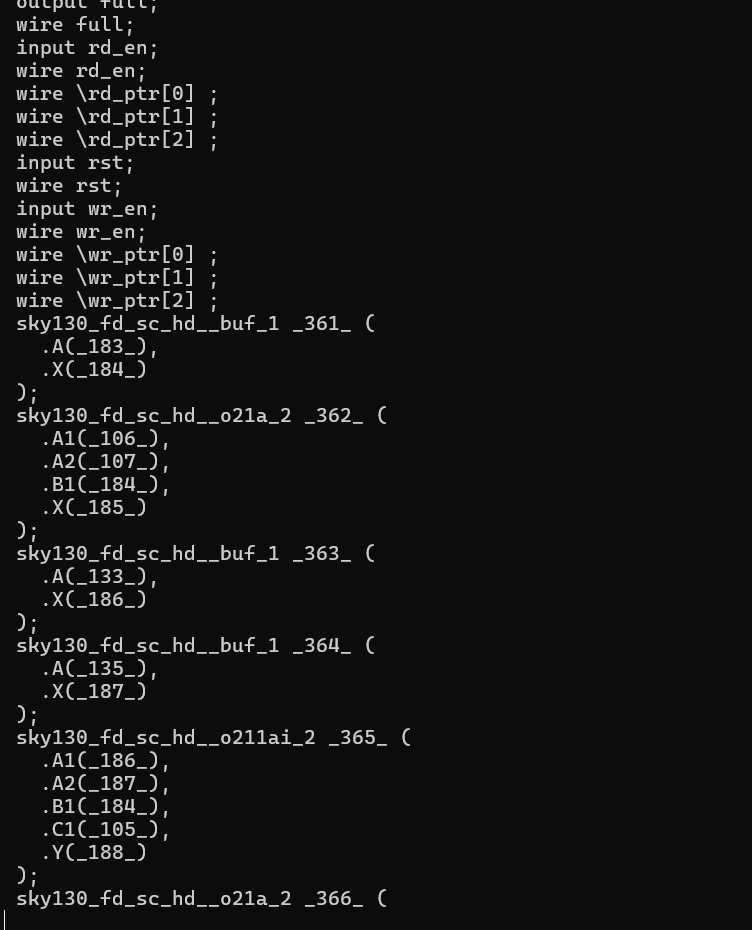 output full;
wire full;
input rd_en;
wire rd_en;
wire \rd_ptr[0] ;
wire \rd_ptr[1] ;
wire \rd_ptr[2] ;
input rst;
wire rst;
input wr_en;
wire wr_en;
wire \wr_ptr[0] ;
wire \wr_ptr[1] ;
wire \wr_ptr[2] ;
sky130_fd_sc_hd__buf_1 _361_ (
  .A(_183_),
  .X(_184_)
);
sky130_fd_sc_hd__o21a_2 _362_ (
  .A1(_106_),
  .A2(_107_),
  .B1(_184_),
  .X(_185_)
);
sky130_fd_sc_hd__buf_1 _363_ (
  .A(_133_),
  .X(_186_)
);
sky130_fd_sc_hd__buf_1 _364_ (
  .A(_135_),
  .X(_187_)
);
sky130_fd_sc_hd__o211ai_2 _365_ (
  .A1(_186_),
  .A2(_187_),
  .B1(_184_),
  .C1(_105_),
  .Y(_188_)
);
sky130_fd_sc_hd__o21a_2 _366_ (